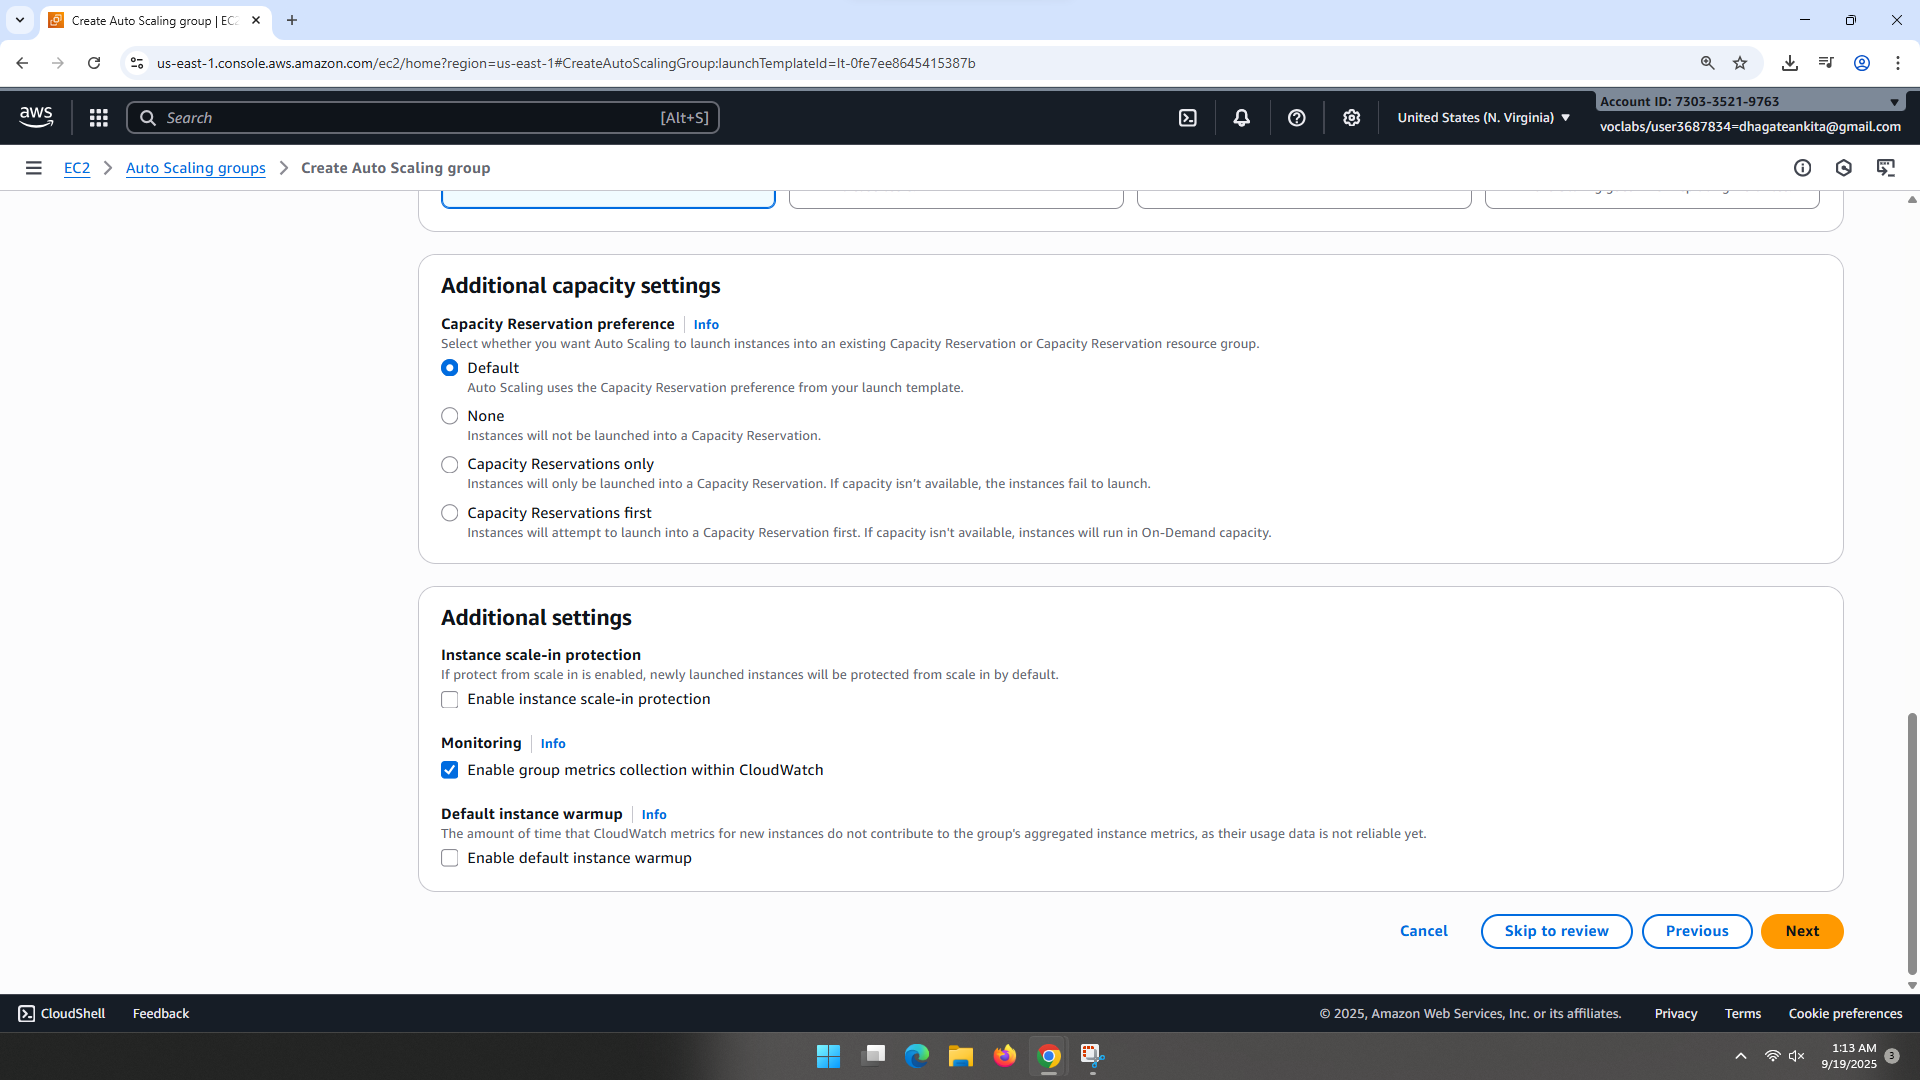 Create Auto Scaling group | EC2
us-east-1.console.aws.amazon.com/ec2/home?region=us-east-1#CreateAutoScalingGroup:launchTemplateId=lt-0fe7ee8645415387b
aws
Search
[Alt+S]
United States (N. Virginia)
Account ID: 7303-3521-9763
voclabs/user3687834=dhagateankita@gmail.com
EC2
Auto Scaling groups
Create Auto Scaling group
Additional capacity settings
Capacity Reservation preference
Info
Select whether you want Auto Scaling to launch instances into an existing Capacity Reservation or Capacity Reservation resource group.
Default
Auto Scaling uses the Capacity Reservation preference from your launch template.
None
Instances will not be launched into a Capacity Reservation.
Capacity Reservations only
Instances will only be launched into a Capacity Reservation. If capacity isn't available, the instances fail to launch.
Capacity Reservations first
Instances will attempt to launch into a Capacity Reservation first. If capacity isn't available, instances will run in On-Demand capacity.
Additional settings
Instance scale-in protection
If protect from scale in is enabled, newly launched instances will be protected from scale in by default.
Enable instance scale-in protection
Monitoring
Info
Enable group metrics collection within CloudWatch
Default instance warmup
Info
The amount of time that CloudWatch metrics for new instances do not contribute to the group's aggregated instance metrics, as their usage data is not reliable yet.
Enable default instance warmup
Cancel
Skip to review
Previous
Next
CloudShell
Feedback
© 2025, Amazon Web Services, Inc. or its affiliates.
Privacy
Terms
Cookie preferences
1:13 AM
9/19/2025
3